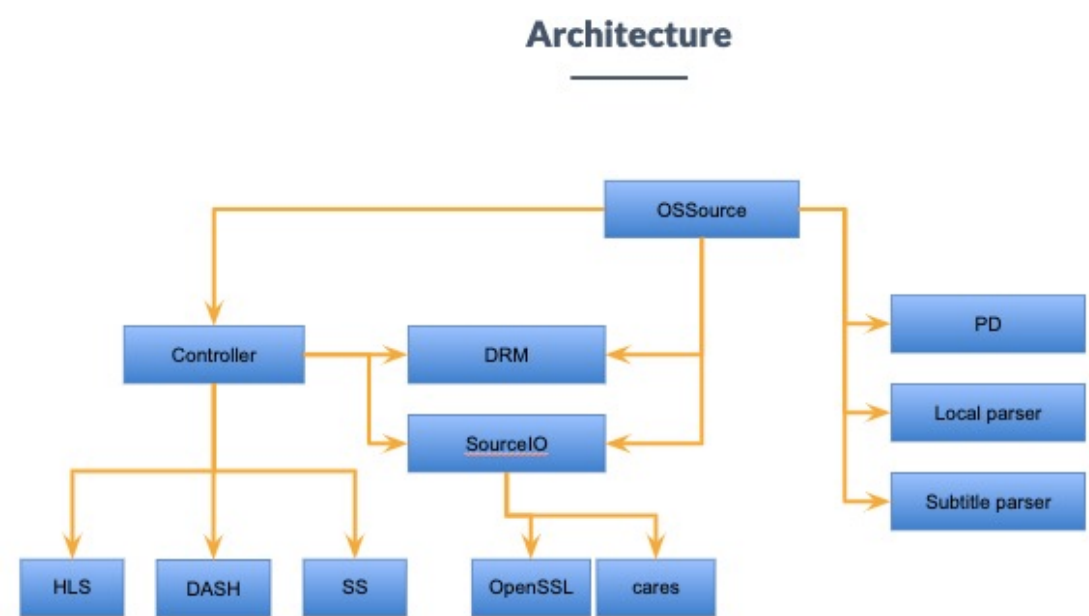 Architecture
OSSource
PD
Controller
DRM
Local parser
SourceIO
Subtitle parser
HLS
DASH
SS
OpenSSL
cares